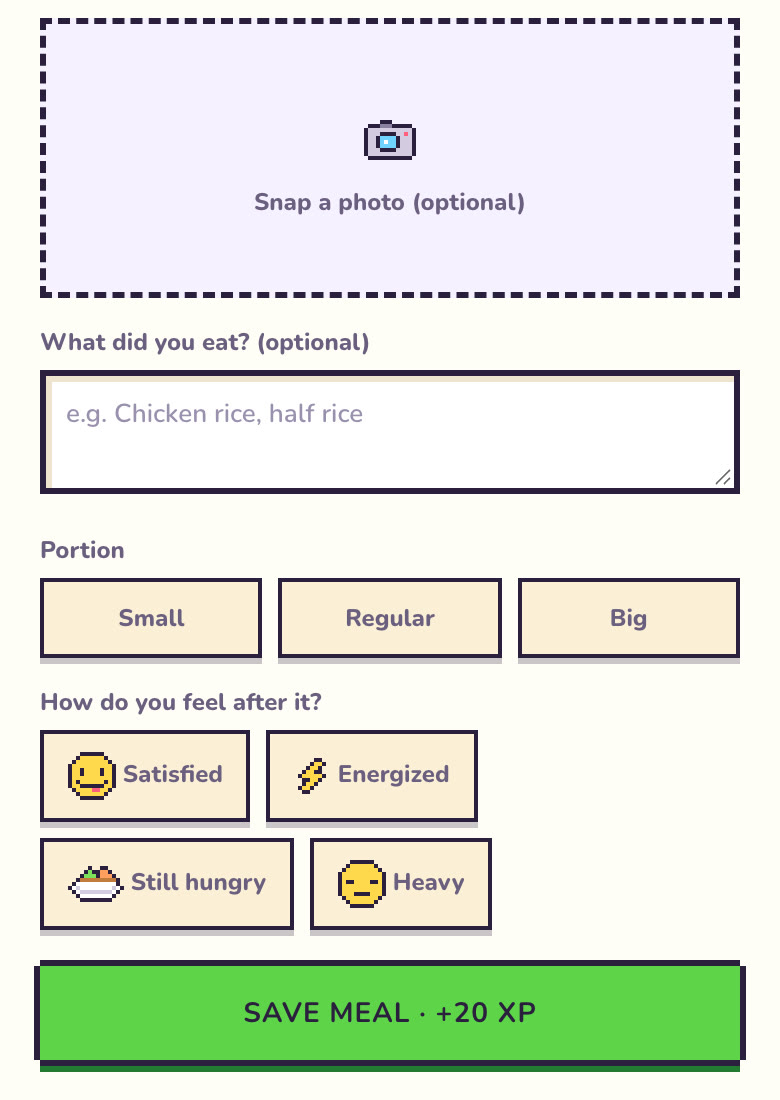 Snap a photo (optional)
What did you eat? (optional)
e.g. Chicken rice, half rice
Portion
Small Regular Big
How do you feel after it?
Satisfied Energized
Still hungry Heavy
SAVE MEAL · +20 XP